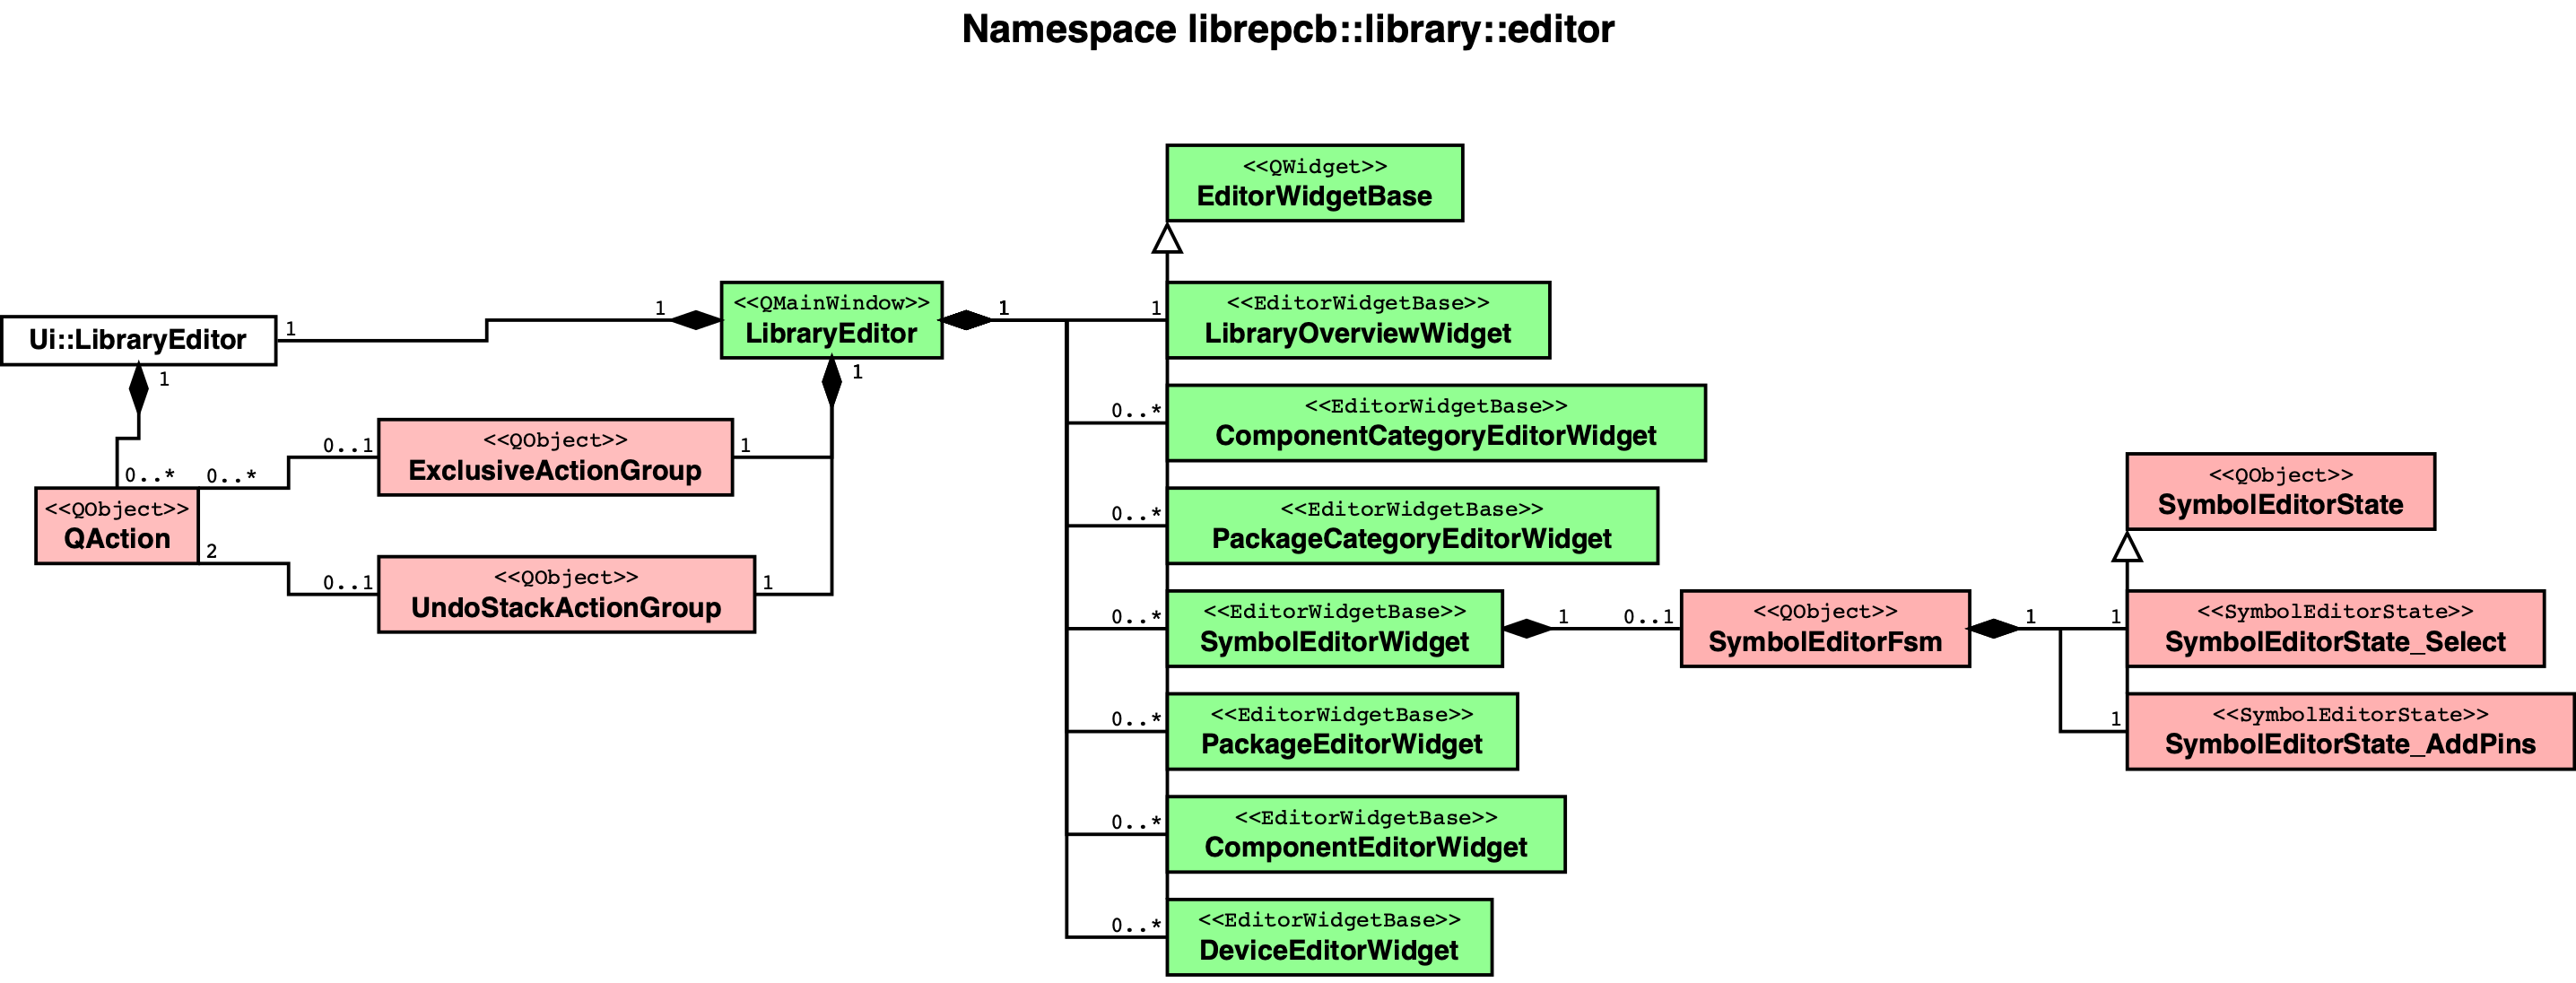 Namespace librepcb::library::editor
<<QWidget>>
EditorWidgetBase
Ui::LibraryEditor
1
1
1
<<QMainWindow>>
LibraryEditor
1
1
1
<<EditorWidgetBase>>
LibraryOverviewWidget
0..*
<<EditorWidgetBase>>
ComponentCategoryEditorWidget
0..*
0..*
<<QObject>>
QAction
2
0..1
<<QObject>>
ExclusiveActionGroup
1
0..1
<<QObject>>
UndoStackActionGroup
1
0..*
<<EditorWidgetBase>>
PackageCategoryEditorWidget
0..*
<<EditorWidgetBase>>
SymbolEditorWidget
1
0..1
<<QObject>>
SymbolEditorFsm
1
<<QObject>>
SymbolEditorState
1
<<SymbolEditorState>>
SymbolEditorState_Select
1
<<SymbolEditorState>>
SymbolEditorState_AddPins
0..*
<<EditorWidgetBase>>
PackageEditorWidget
0..*
<<EditorWidgetBase>>
ComponentEditorWidget
0..*
<<EditorWidgetBase>>
DeviceEditorWidget